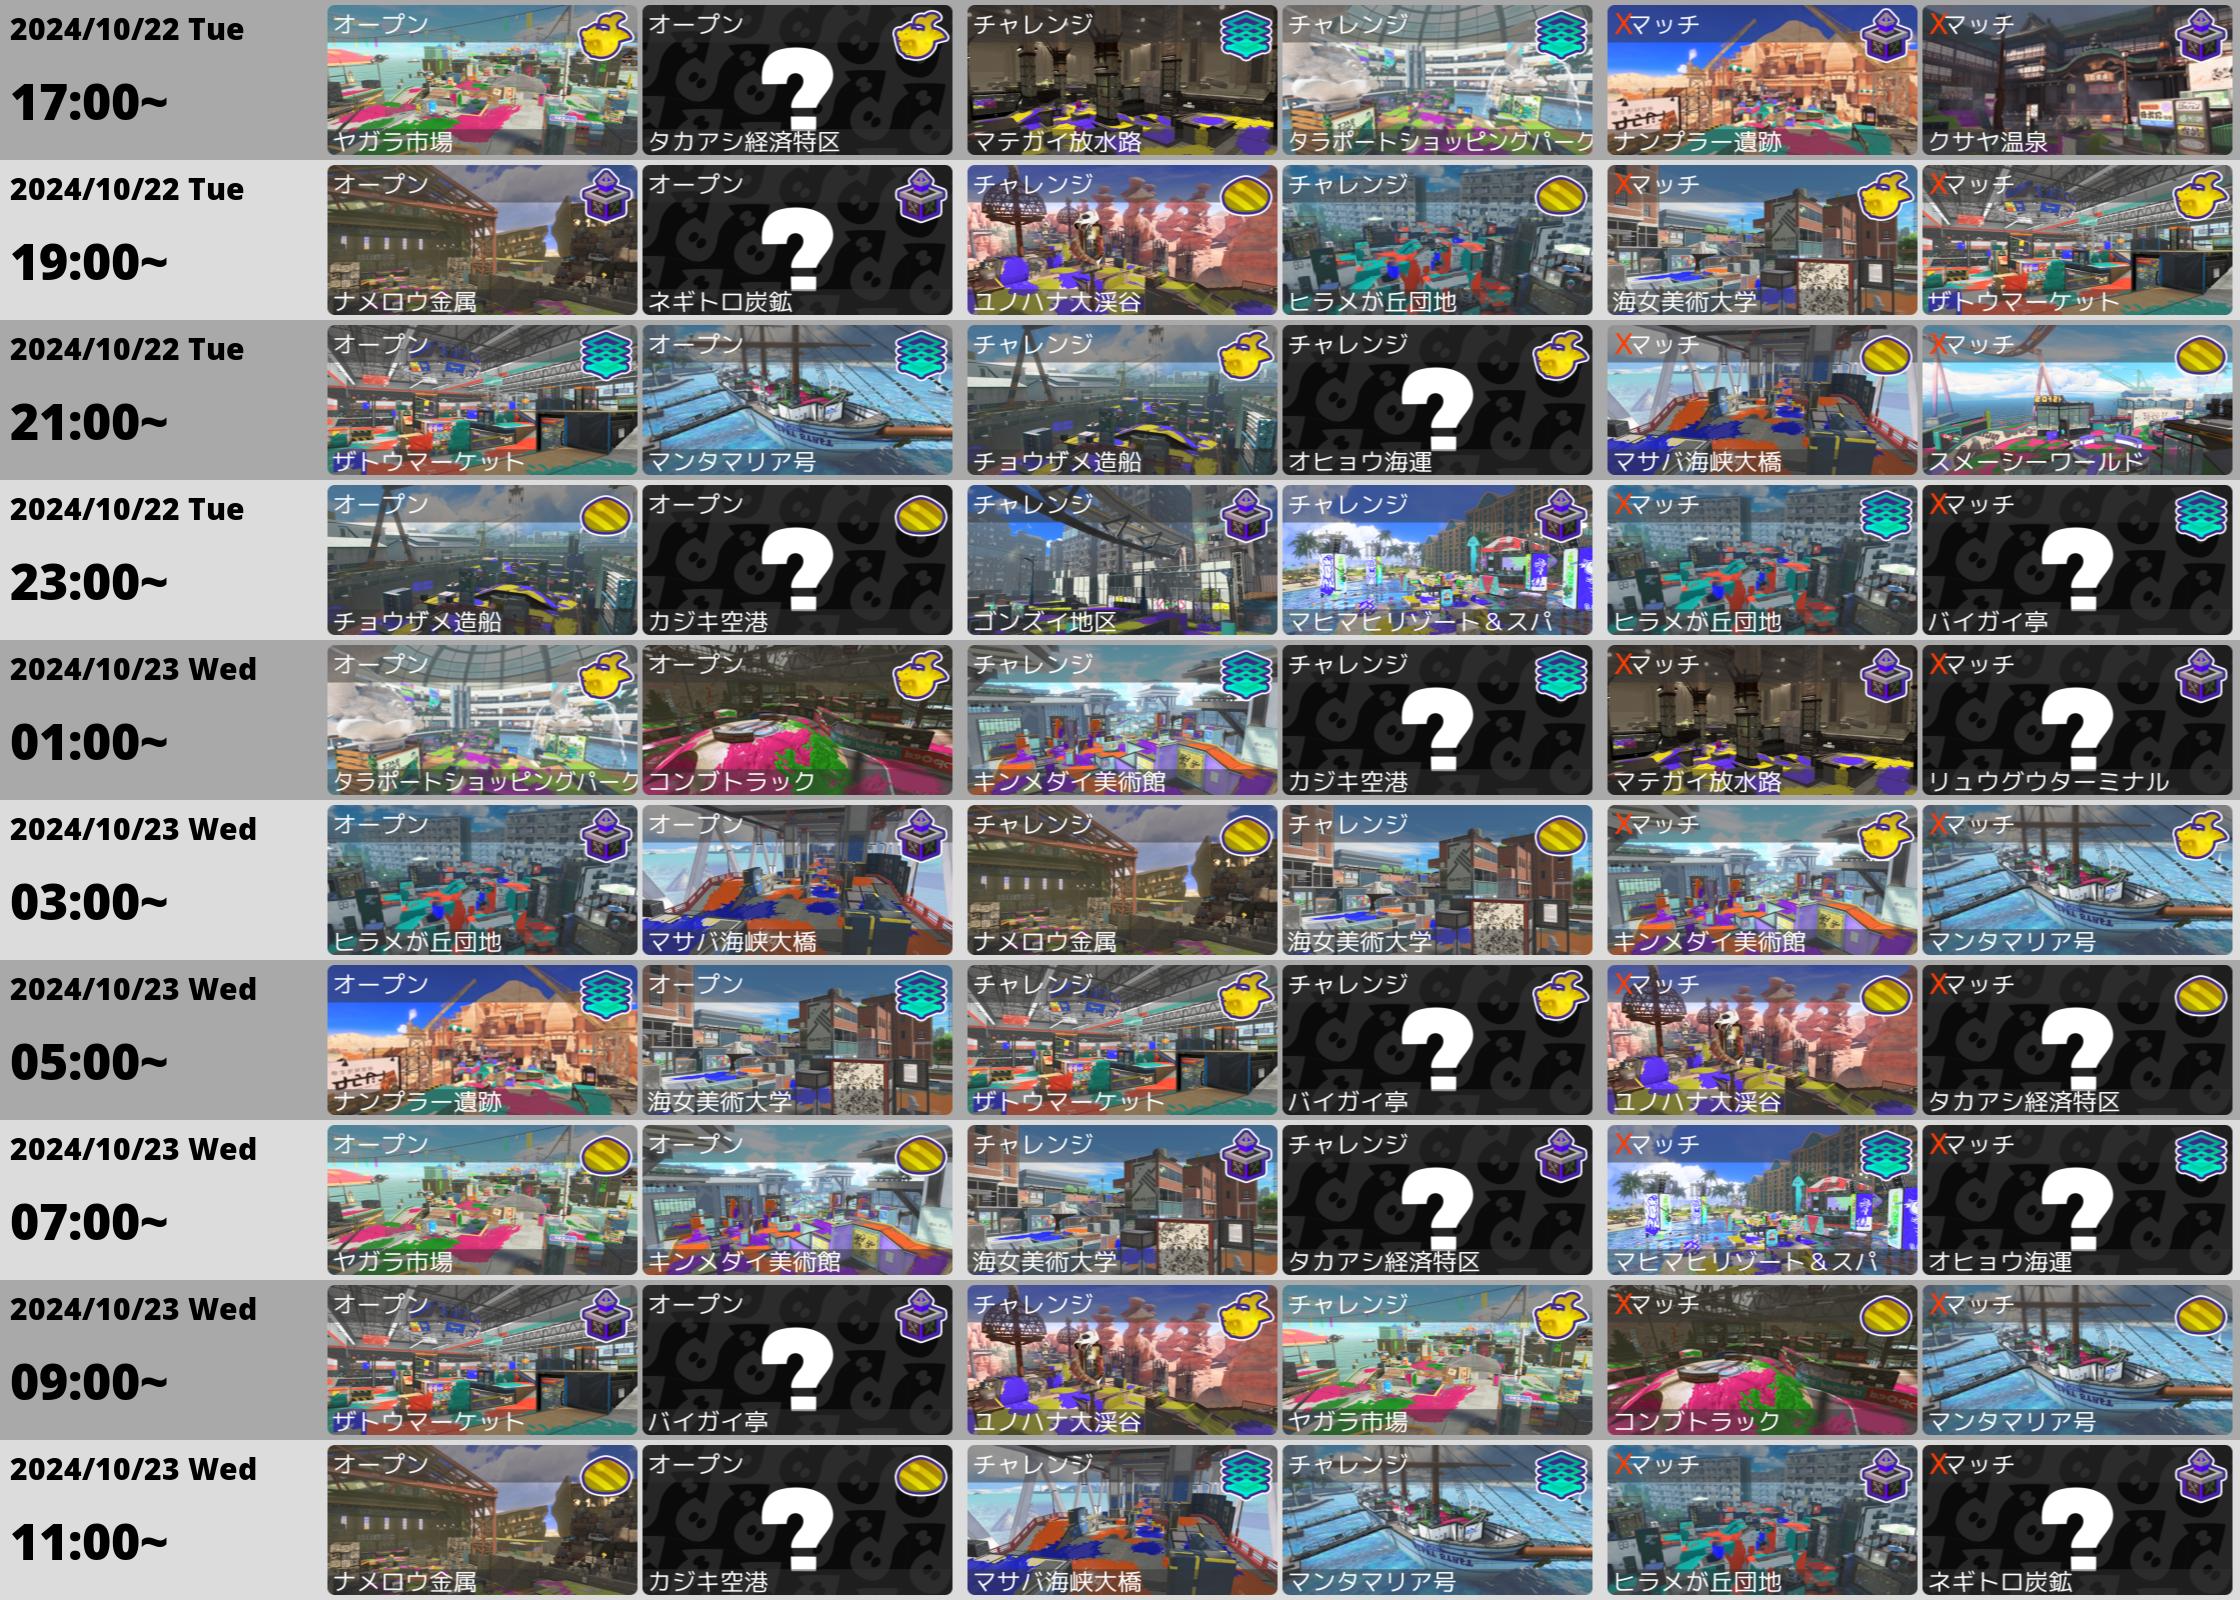 2024/10/22 Tue
17:00~
オープン
ヤガラ市場
オープン
タカアシ経済特区
チャレンジ
マテガイ放水路
チャレンジ
タラポートショッピングパーク
Xマッチ
ナンプラー遺跡
Xマッチ
クサヤ温泉
2024/10/22 Tue
19:00~
オープン
ナメロウ金属
オープン
ネギトロ炭鉱
チャレンジ
ユノハナ大渓谷
チャレンジ
ヒラメが丘団地
Xマッチ
海女美術大学
Xマッチ
ザトウマーケット
2024/10/22 Tue
21:00~
オープン
ザトウマーケット
オープン
マンタマリア号
チャレンジ
チョウザメ造船
チャレンジ
オヒョウ海運
Xマッチ
マサバ海峡大橋
Xマッチ
スメーシーワールド
2024/10/22 Tue
23:00~
オープン
チョウザメ造船
オープン
カジキ空港
チャレンジ
ゴンズイ地区
チャレンジ
マヒマヒリゾート＆スパ
Xマッチ
ヒラメが丘団地
Xマッチ
バイガイ亭
2024/10/23 Wed
01:00~
オープン
タラポートショッピングパーク
オープン
コンブトラック
チャレンジ
キンメダイ美術館
チャレンジ
カジキ空港
Xマッチ
マテガイ放水路
Xマッチ
リュウグウターミナル
2024/10/23 Wed
03:00~
オープン
ヒラメが丘団地
オープン
マサバ海峡大橋
チャレンジ
ナメロウ金属
チャレンジ
海女美術大学
Xマッチ
キンメダイ美術館
Xマッチ
マンタマリア号
2024/10/23 Wed
05:00~
オープン
ナンプラー遺跡
オープン
海女美術大学
チャレンジ
ザトウマーケット
チャレンジ
バイガイ亭
Xマッチ
ユノハナ大渓谷
Xマッチ
タカアシ経済特区
2024/10/23 Wed
07:00~
オープン
ヤガラ市場
オープン
キンメダイ美術館
チャレンジ
海女美術大学
チャレンジ
タカアシ経済特区
Xマッチ
マヒマヒリゾート＆スパ
Xマッチ
オヒョウ海運
2024/10/23 Wed
09:00~
オープン
ザトウマーケット
オープン
バイガイ亭
チャレンジ
ユノハナ大渓谷
チャレンジ
ヤガラ市場
Xマッチ
コンブトラック
Xマッチ
マンタマリア号
2024/10/23 Wed
11:00~
オープン
ナメロウ金属
オープン
カジキ空港
チャレンジ
マサバ海峡大橋
チャレンジ
マンタマリア号
Xマッチ
ヒラメが丘団地
Xマッチ
ネギトロ炭鉱